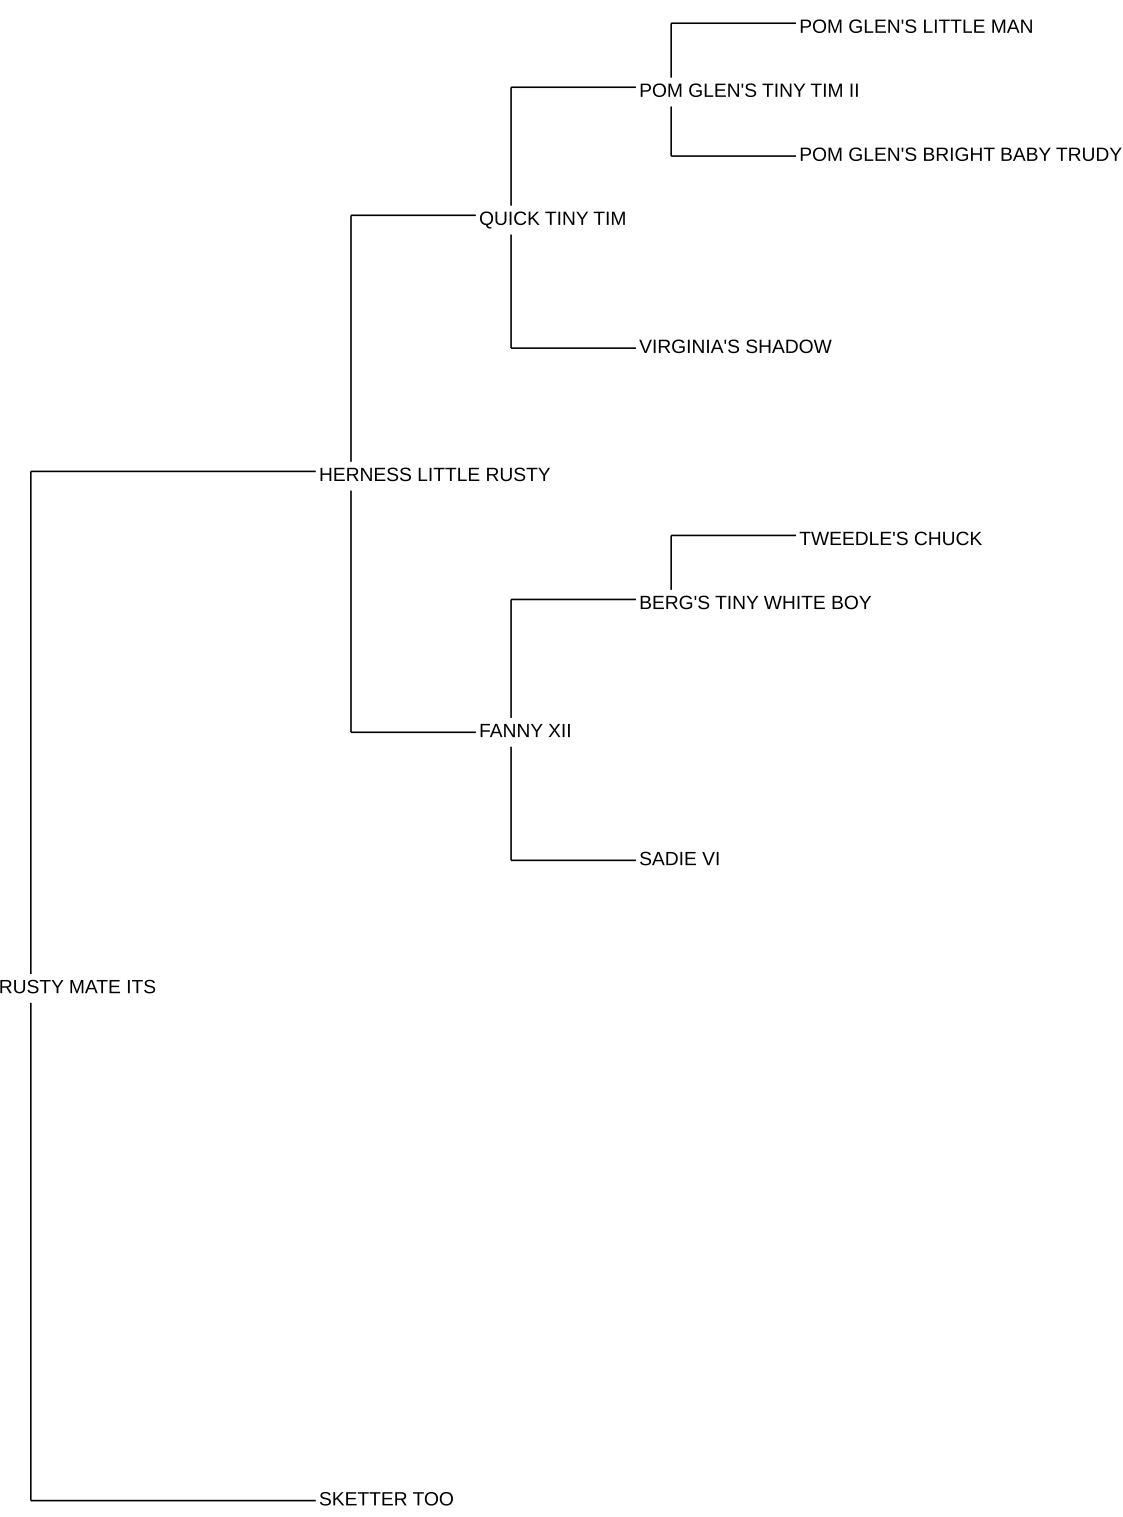 POM GLEN'S LITTLE MAN
POM GLEN'S TINY TIM II
POM GLEN'S BRIGHT BABY TRUDY
QUICK TINY TIM
VIRGINIA'S SHADOW
HERNESS LITTLE RUSTY
TWEEDLE'S CHUCK
BERG'S TINY WHITE BOY
FANNY XII
SADIE VI
RUSTY MATE ITS
SKETTER TOO